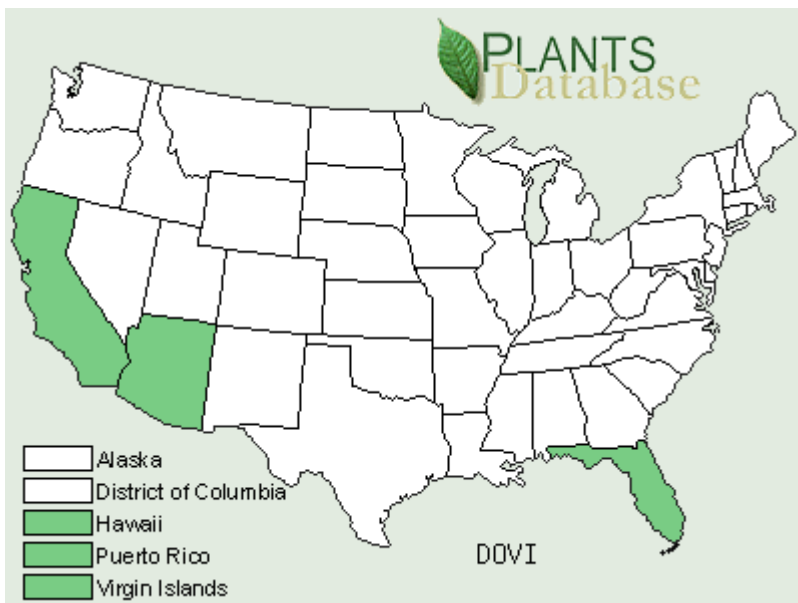 PLANTS
Database
Alaska
District of Columbia
Hawaii
Puerto Rico
Virgin Islands
DOVI